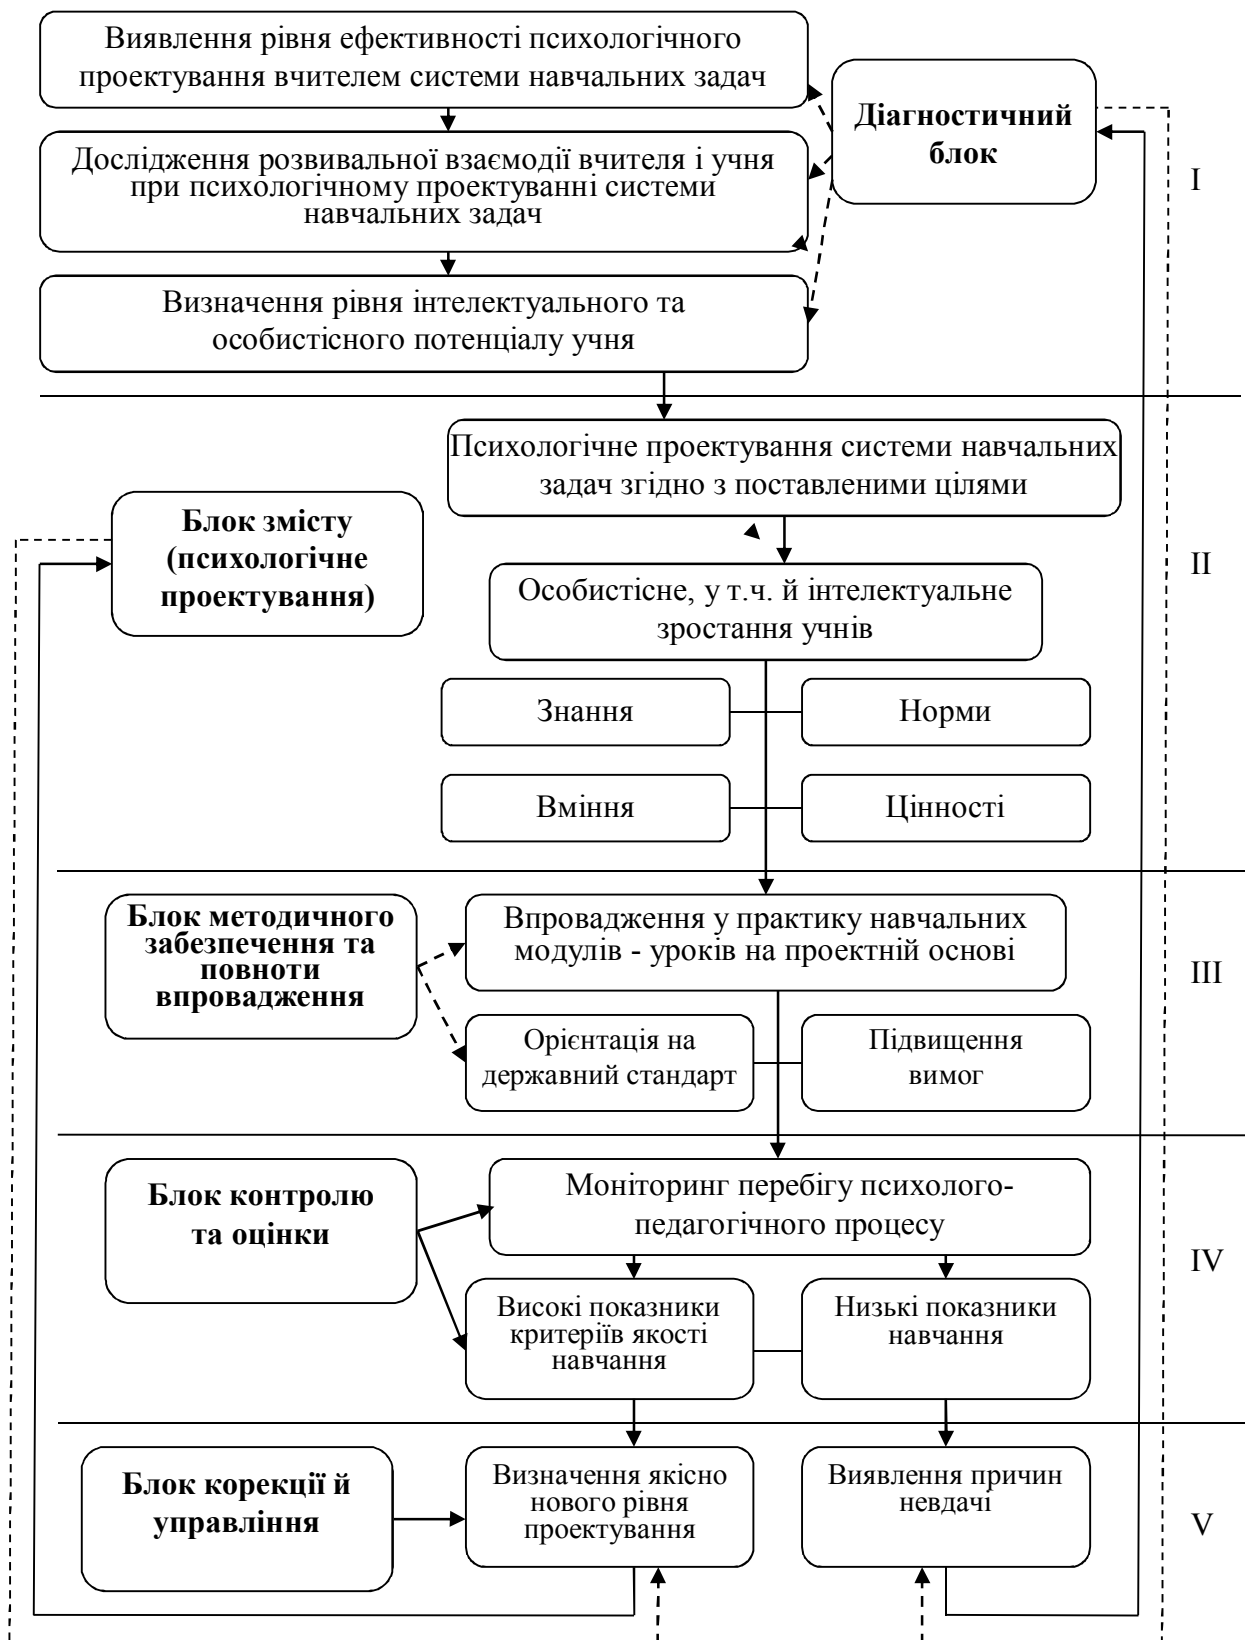 Виявлення рівня ефективності психологічного
проектування вчителем системи навчальних задач
Діагностичний
блок
Дослідження розвивальної взаємодії вчителя і учня
при психологічному проектуванні системи
навчальних задач
I
Визначення рівня інтелектуального та
особистісного потенціалу учня
Психологічне проектування системи навчальних
задач згідно з поставленими цілями
Блок змісту
(психологічне
проектування)
II
Особистісне, у т.ч. й інтелектуальне
зростання учнів
Знання
Норми
Вміння
Цінності
Блок методичного
забезпечення та
повноти
впровадження
Впровадження у практику навчальних
модулів - уроків на проектній основі
III
Орієнтація на
державний стандарт
Підвищення
вимог
Блок контролю
та оцінки
Моніторинг перебігу психолого-
педагогічного процесу
IV
Високі показники
критеріїв якості
навчання
Низькі показники
навчання
Блок корекції й
управління
Визначення якісно
нового рівня
проектування
Виявлення причин
невдачі
V